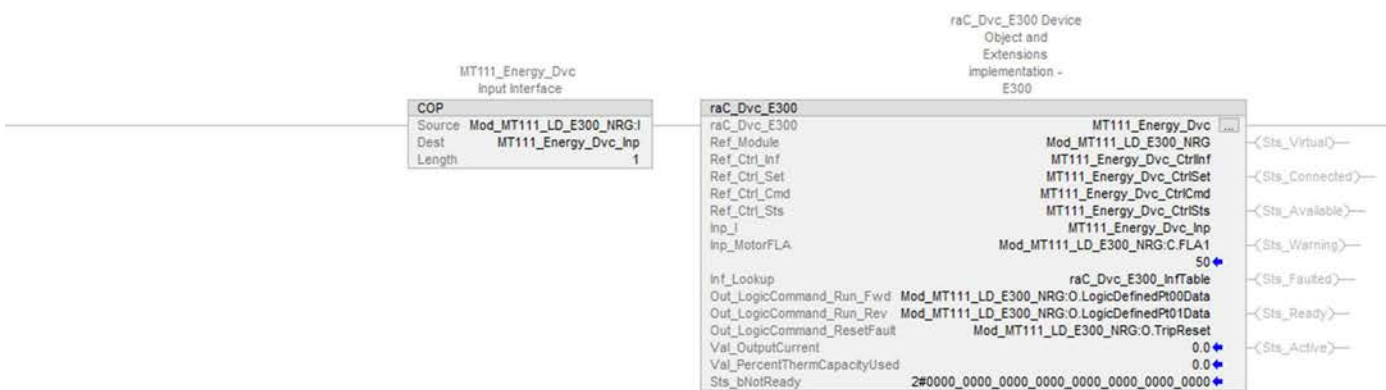 raC_Dvc_E300 Device
Object and
Extensions
implementation -
E300
MT111_Energy_Dvc
Input Interface
COP
Source Mod_MT111_LD_E300_NRG:I
Dest MT111_Energy_Dvc_Inp
Length 1
raC_Dvc_E300
raC_Dvc_E300 MT111_Energy_Dvc ...
Ref_Module Mod_MT111_LD_E300_NRG
Ref_Ctrl_Inf MT111_Energy_Dvc_CtrlInf
Ref_Ctrl_Set MT111_Energy_Dvc_CtrlSet
Ref_Ctrl_Cmd MT111_Energy_Dvc_CtrlCmd
Ref_Ctrl_Sts MT111_Energy_Dvc_CtrlSts
Inp_I MT111_Energy_Dvc_Inp
Inp_MotorFLA Mod_MT111_LD_E300_NRG:C.FLA1
50
Inf_Lookup raC_Dvc_E300_InfTable
Out_LogicCommand_Run_Fwd Mod_MT111_LD_E300_NRG:O.LogicDefinedPt00Data
Out_LogicCommand_Run_Rev Mod_MT111_LD_E300_NRG:O.LogicDefinedPt01Data
Out_LogicCommand_ResetFault Mod_MT111_LD_E300_NRG:O.TripReset
Val_OutputCurrent 0.0
Val_PercentThermCapacityUsed 0.0
Sts_bNotReady 2#0000_0000_0000_0000_0000_0000_0000_0000
Sts_Virtual
Sts_Connected
Sts_Available
Sts_Warning
Sts_Faulted
Sts_Ready
Sts_Active